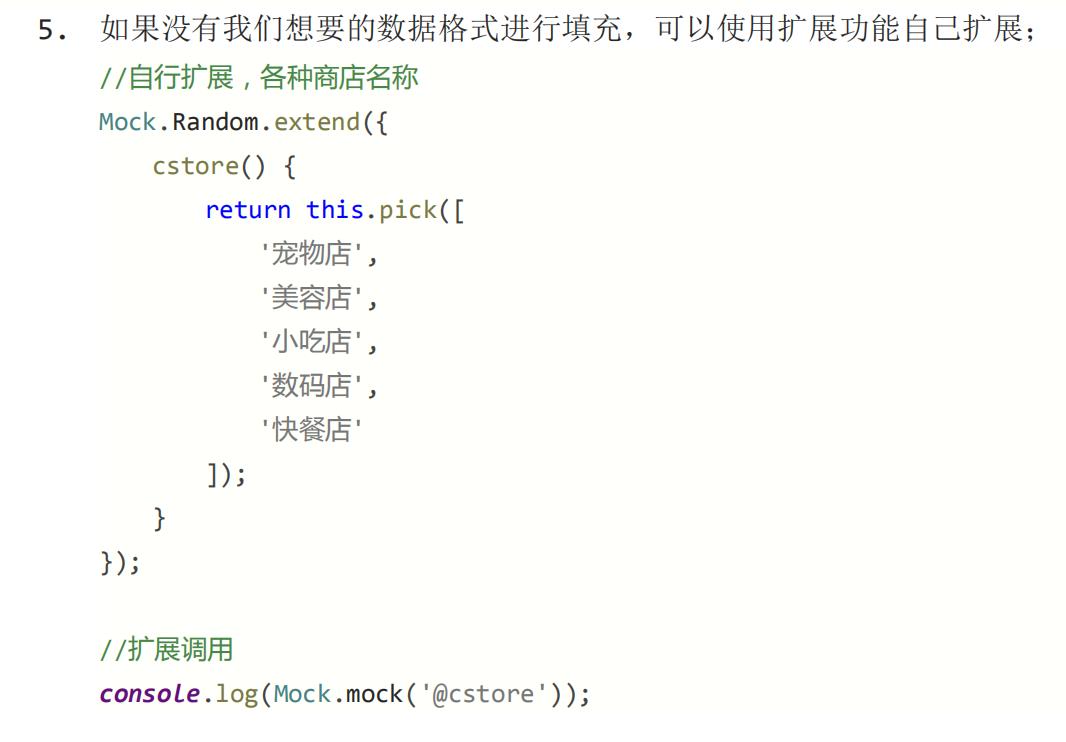 5. 如果没有我们想要的数据格式进行填充，可以使用扩展功能自己扩展；
//自行扩展，各种商店名称
Mock.Random.extend({
    cstore() {
        return this.pick([
            '宠物店',
            '美容店',
            '小吃店',
            '数码店',
            '快餐店'
        ]);
    }
});
//扩展调用
console.log(Mock.mock('@cstore'));